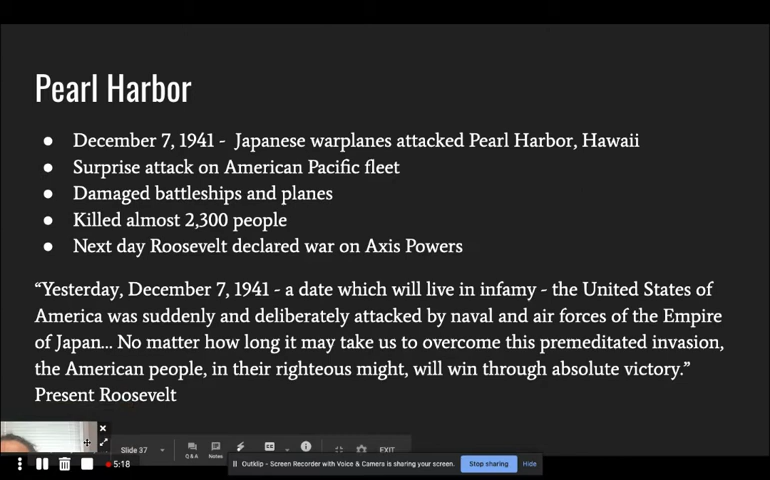 Pearl Harbor
● December 7, 1941 - Japanese warplanes attacked Pearl Harbor, Hawaii
● Surprise attack on American Pacific fleet
● Damaged battleships and planes
● Killed almost 2,300 people
● Next day Roosevelt declared war on Axis Powers
“Yesterday, December 7, 1941 - a date which will live in infamy - the United States of
America was suddenly and deliberately attacked by naval and air forces of the Empire
of Japan... No matter how long it may take us to overcome this premeditated invasion,
the American people, in their righteous might, will win through absolute victory.”
Present Roosevelt
Slide 37
Q & A
Notes
EXIT
5:18
Outklip - Screen Recorder with Voice & Camera is sharing your screen.
Stop sharing
Hide